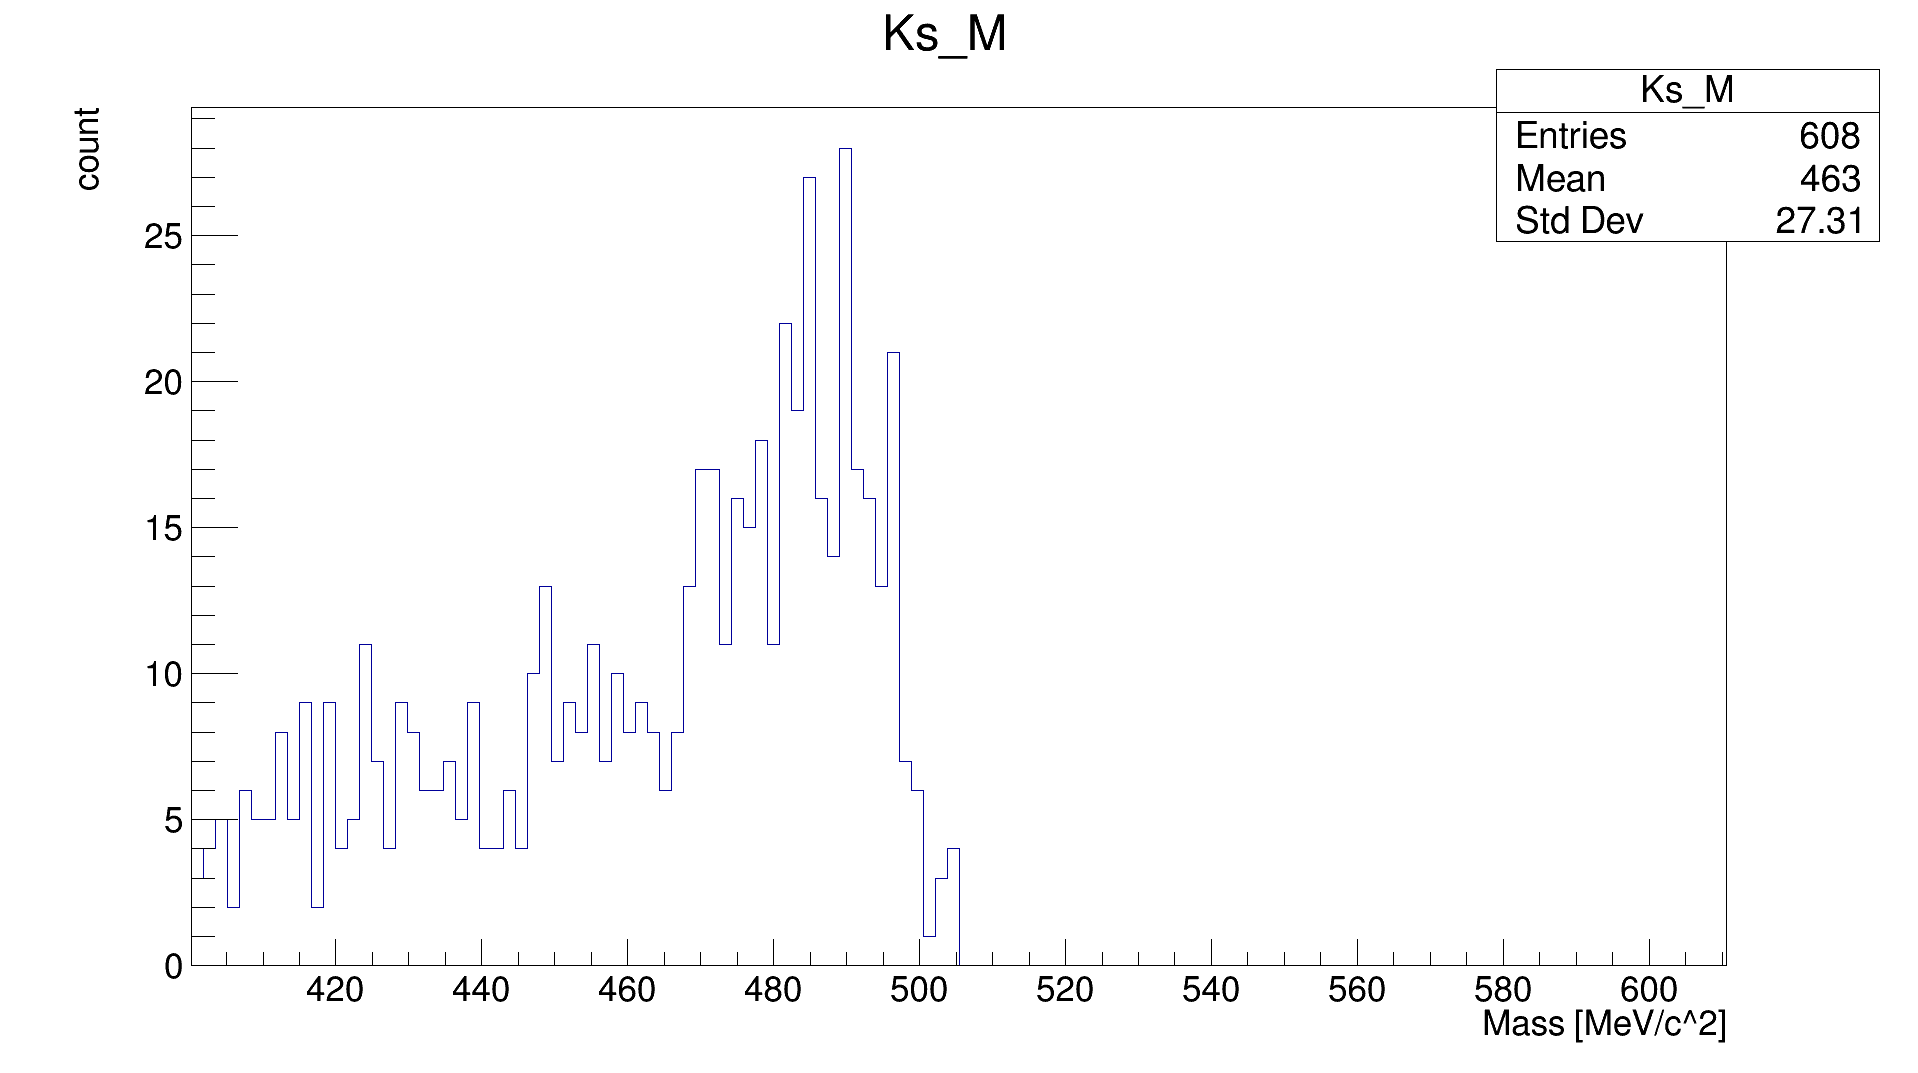 Ks_M
Ks_M
Entries 608
Mean 463
Std Dev 27.31
count
25
20
15
10
5
0
420 440 460 480 500 520 540 560 580 600
Mass [MeV/c^2]